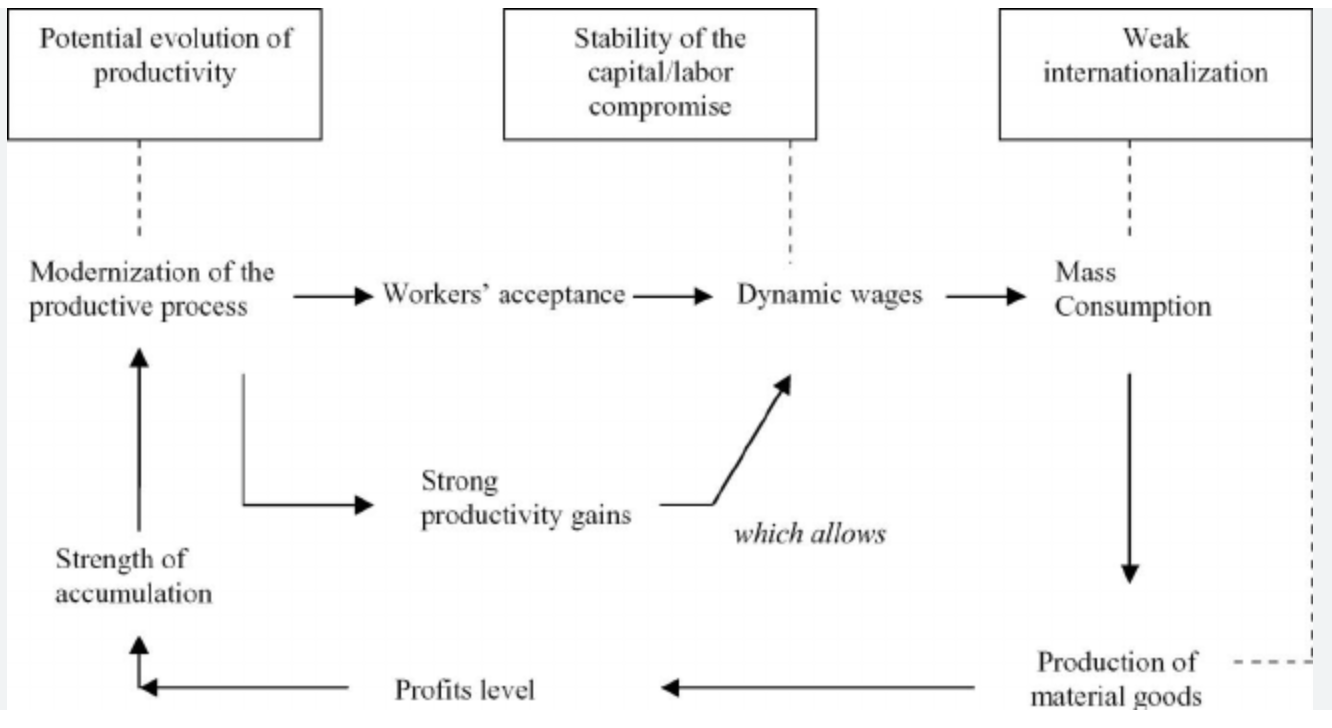 Potential evolution of
productivity
Stability of the
capital/labor
compromise
Weak
internationalization
Modernization of the
productive process
Workers’ acceptance
Dynamic wages
Mass
Consumption
Strong
productivity gains
which allows
Strength of
accumulation
Profits level
Production of
material goods